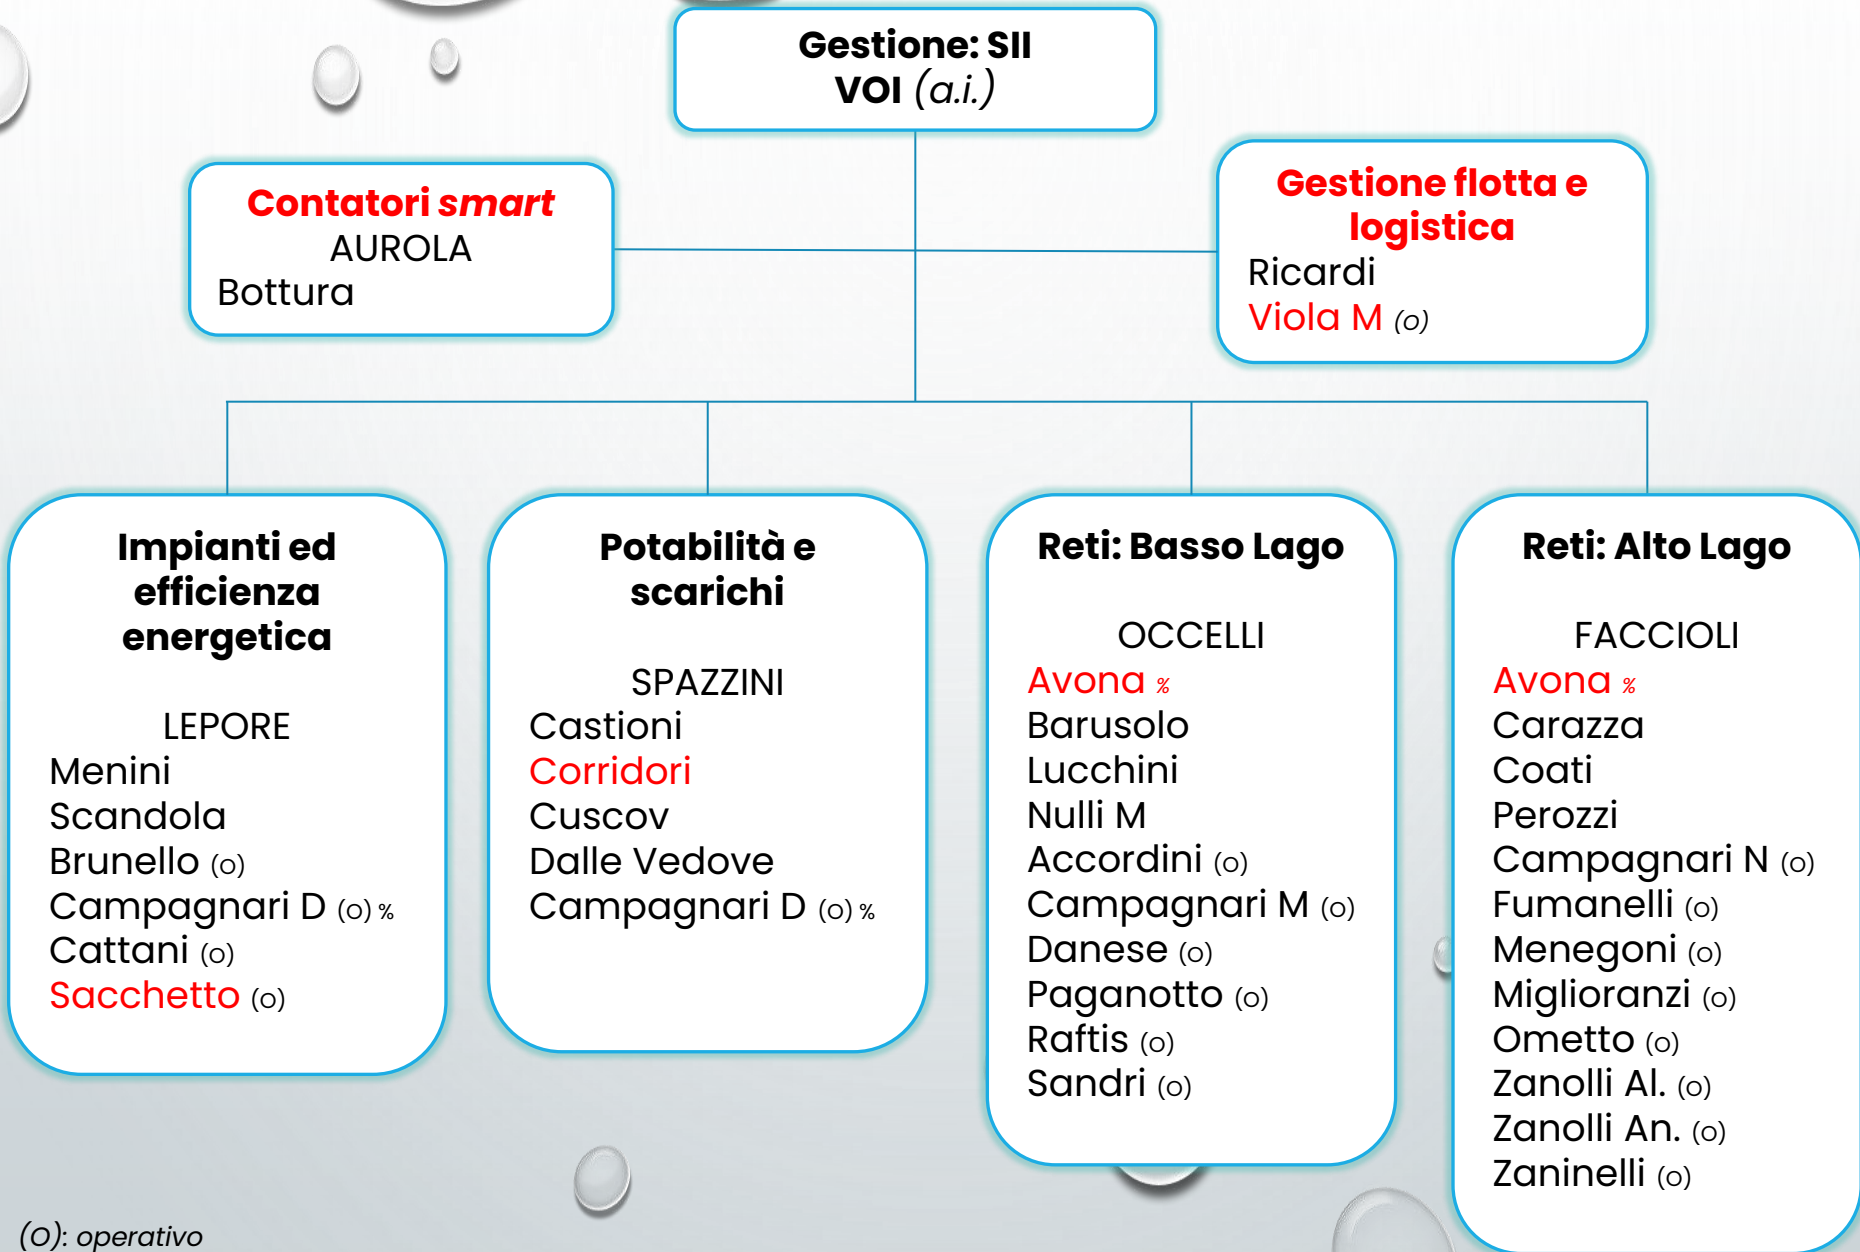 Gestione: SII
VOI (a.i.)
Contatori smart
AUROLA
Bottura
Gestione flotta e
logistica
Ricardi
Viola M (o)
Impianti ed
efficienza
energetica
LEPORE
Menini
Scandola
Brunello (O)
Campagnari D (O) %
Cattani (O)
Sacchetto (O)
Potabilità e
scarichi
SPAZZINI
Castioni
Corridori
Cuscov
Dalle Vedove
Campagnari D (O) %
Reti: Basso Lago
OCCELLI
Avona %
Barusolo
Lucchini
Nulli M
Accordini (O)
Campagnari M (O)
Danese (O)
Paganotto (O)
Raftis (O)
Sandri (O)
Reti: Alto Lago
FACCIOLI
Avona %
Carazza
Coati
Perozzi
Campagnari N (O)
Fumanelli (O)
Menegoni (O)
Miglioranzi (O)
Ometto (O)
Zanolli Al. (O)
Zanolli An. (O)
Zaninelli (O)
(O): operativo